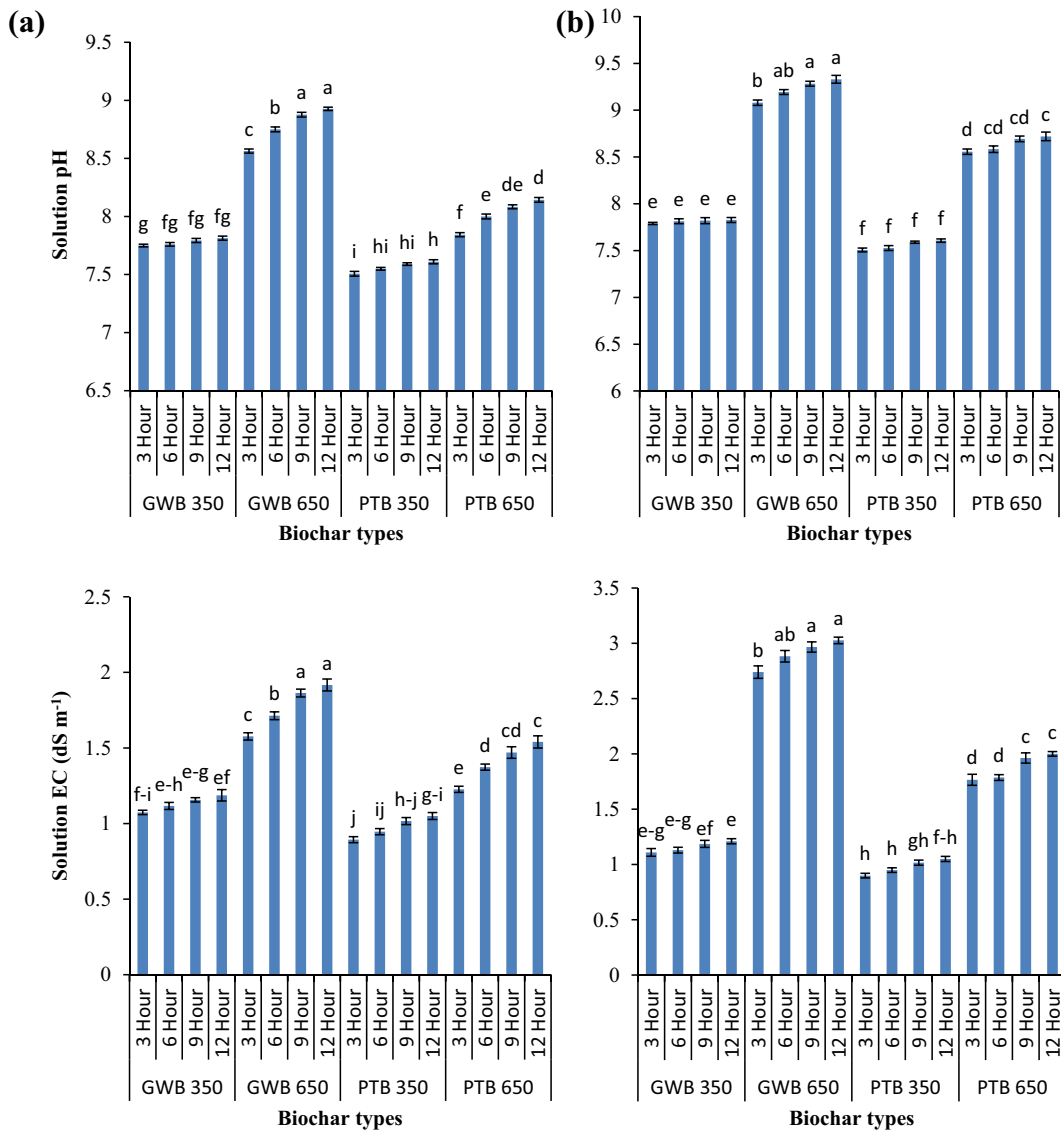 (a)
Solution pH
9.5
9
8.5
8
7.5
7
6.5
g fg fg fg c b a a i hi hi h f e de d
3 Hour 6 Hour 9 Hour 12 Hour 3 Hour 6 Hour 9 Hour 12 Hour 3 Hour 6 Hour 9 Hour 12 Hour 3 Hour 6 Hour 9 Hour 12 Hour
GWB 350 GWB 650 PTB 350 PTB 650
Biochar types
(b)
10
9.5
9
8.5
8
7.5
7
6.5
6
e e e e b ab a a f f f f d cd cd c
3 Hour 6 Hour 9 Hour 12 Hour 3 Hour 6 Hour 9 Hour 12 Hour 3 Hour 6 Hour 9 Hour 12 Hour 3 Hour 6 Hour 9 Hour 12 Hour
GWB 350 GWB 650 PTB 350 PTB 650
Biochar types
Solution EC (dS m⁻¹)
2.5
2
1.5
1
0.5
0
f-i e-h e-g ef c b a a j ij h-j g-i e d cd c
3 Hour 6 Hour 9 Hour 12 Hour 3 Hour 6 Hour 9 Hour 12 Hour 3 Hour 6 Hour 9 Hour 12 Hour 3 Hour 6 Hour 9 Hour 12 Hour
GWB 350 GWB 650 PTB 350 PTB 650
Biochar types
3.5
3
2.5
2
1.5
1
0.5
0
e-g e-g ef e b ab a a h h gh f-h d d c c
3 Hour 6 Hour 9 Hour 12 Hour 3 Hour 6 Hour 9 Hour 12 Hour 3 Hour 6 Hour 9 Hour 12 Hour 3 Hour 6 Hour 9 Hour 12 Hour
GWB 350 GWB 650 PTB 350 PTB 650
Biochar types